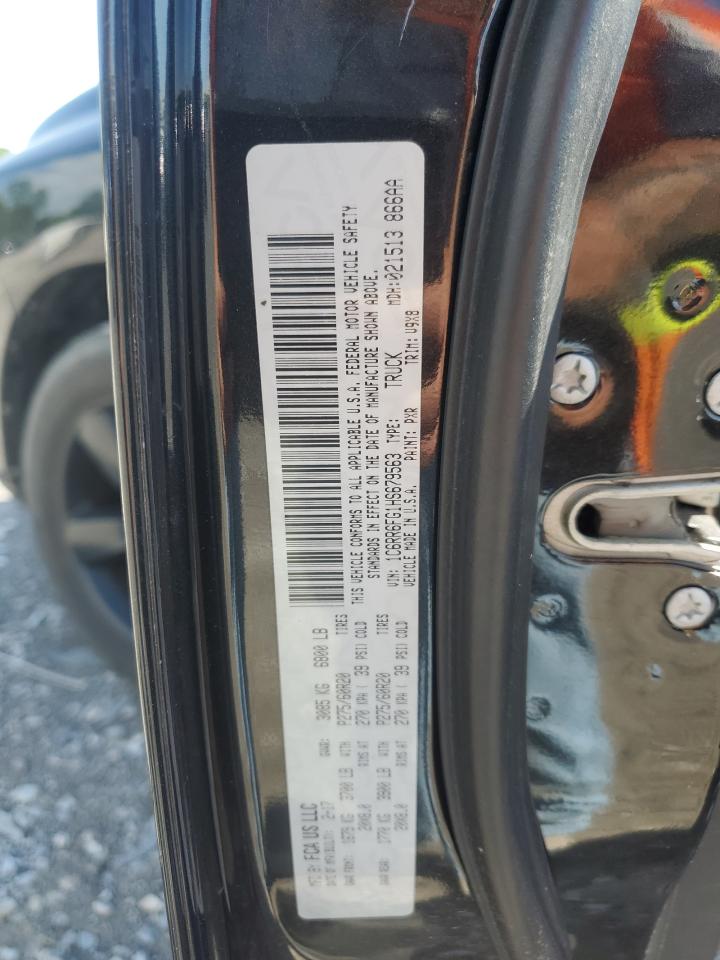 MFD BY: FCA US LLC
DATE OF MFR(BUILT): 2-17 GVWR: 3085 KG 6800 LB
GAWR FRONT: 1679 KG 3700 LB WITH P275/60R20 TIRES
20X8.0 RIMS AT 270 KPA ( 39 PSI) COLD
GAWR REAR: 1770 KG 3900 LB WITH P275/60R20 TIRES
20X8.0 RIMS AT 270 KPA ( 39 PSI) COLD
THIS VEHICLE CONFORMS TO ALL APPLICABLE U.S.A. FEDERAL MOTOR VEHICLE SAFETY
STANDARDS IN EFFECT ON THE DATE OF MANUFACTURE SHOWN ABOVE.
VIN: 1C6RR6FG1HS679563 TYPE: TRUCK MDH:021513 866AA
VEHICLE MADE IN U.S.A. PAINT: PXR TRIM: V9X8